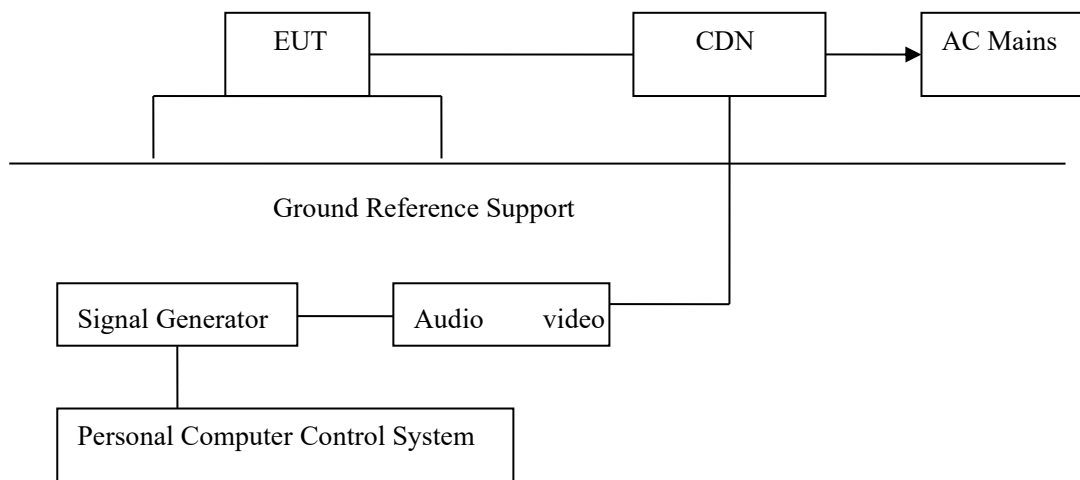 EUT
CDN
AC Mains
Ground Reference Support
Signal Generator
Audio video
Personal Computer Control System